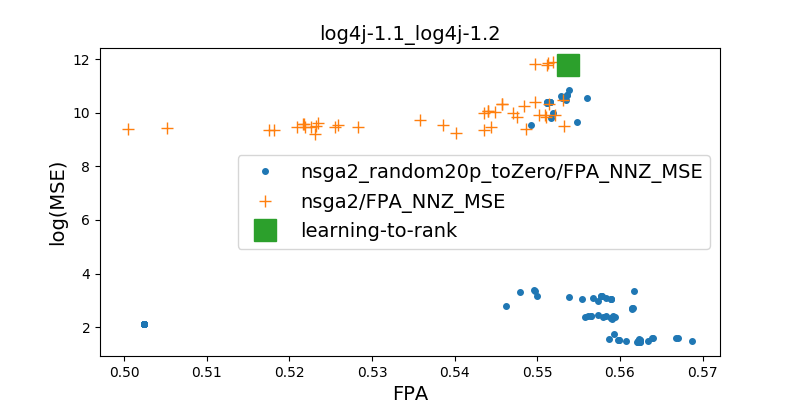 log4j-1.1_log4j-1.2
12
10
8
6
4
2
log(MSE)
nsga2_random20p_toZero/FPA_NNZ_MSE
nsga2/FPA_NNZ_MSE
learning-to-rank
0.50 0.51 0.52 0.53 0.54 0.55 0.56 0.57
FPA